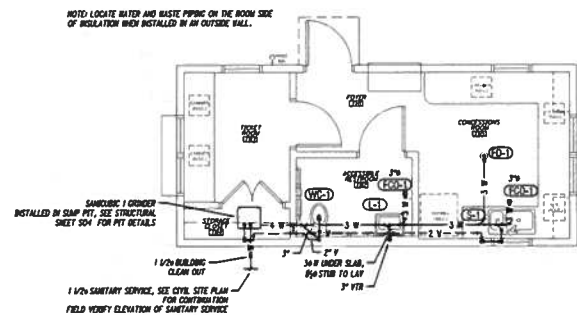 NOTE: LOCATE WATER AND WASTE PIPING ON THE ROOM SIDE
OF INSULATION WHEN INSTALLED IN AN OUTSIDE WALL.
FOYER
TICKET
ROOM
CONCESSIONS
ROOM
FD-1
ACCESSIBLE
RESTROOM
3"W
FCO-1
3"W
FCO-1
WC-1
L-1
S-1
3 W
SANICUBIC 1 GRINDER
INSTALLED IN SUMP PIT, SEE STRUCTURAL
SHEET S04 FOR PIT DETAILS
STORAGE
CLOSET
4 W
3 W
3 W
2 V
3"
2" V
1 1/2" BUILDING
CLEAN OUT
3"W UNDER SLAB,
STUB TO LAV
3" VTR
1 1/2" SANITARY SERVICE, SEE CIVIL SITE PLAN
FOR CONTINUATION
FIELD VERIFY ELEVATION OF SANITARY SERVICE